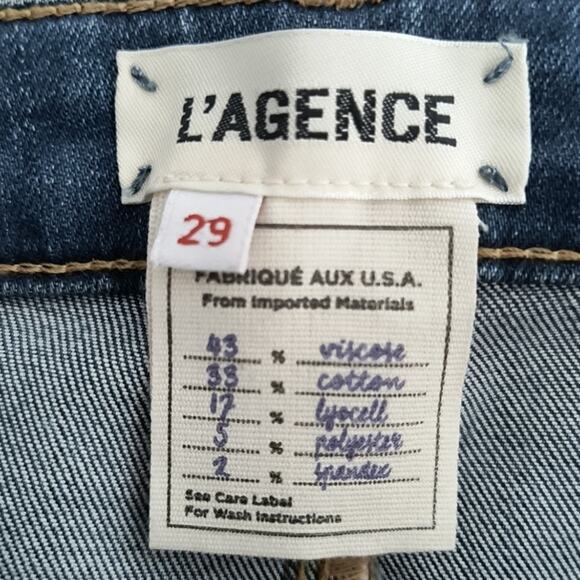 L'AGENCE
29
FABRIQUÉ AUX U.S.A.
From Imported Materials
43 % viscose
33 % cotton
17 % lyocell
5 % polyester
2 % spandex
See Care Label
For Wash Instructions